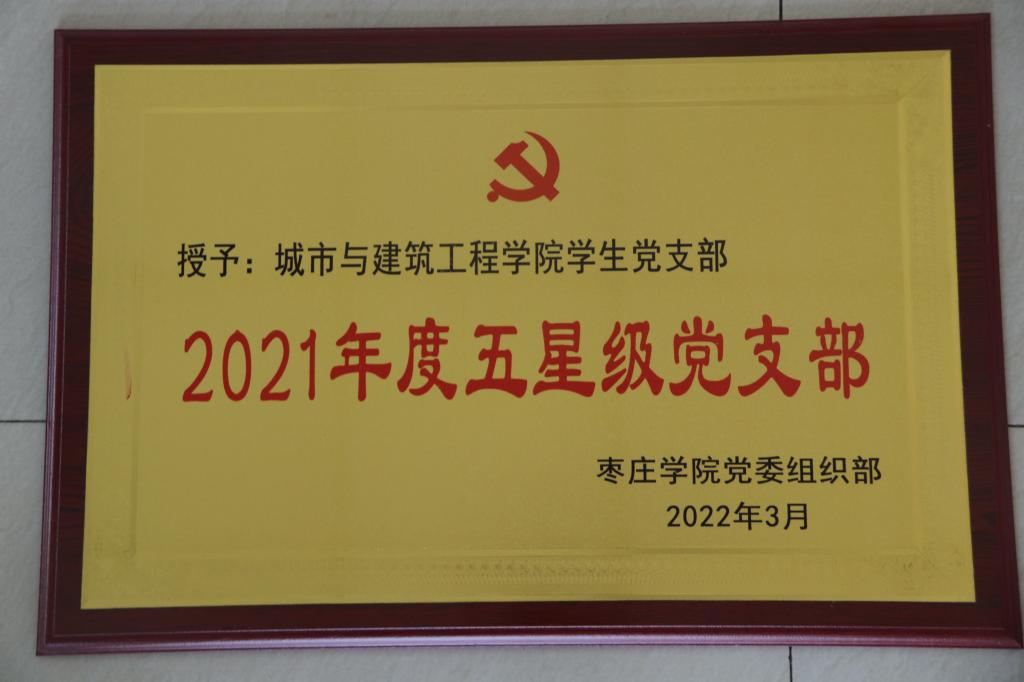 授予：城市与建筑工程学院学生党支部
2021年度五星级党支部
枣庄学院党委组织部
2022年3月